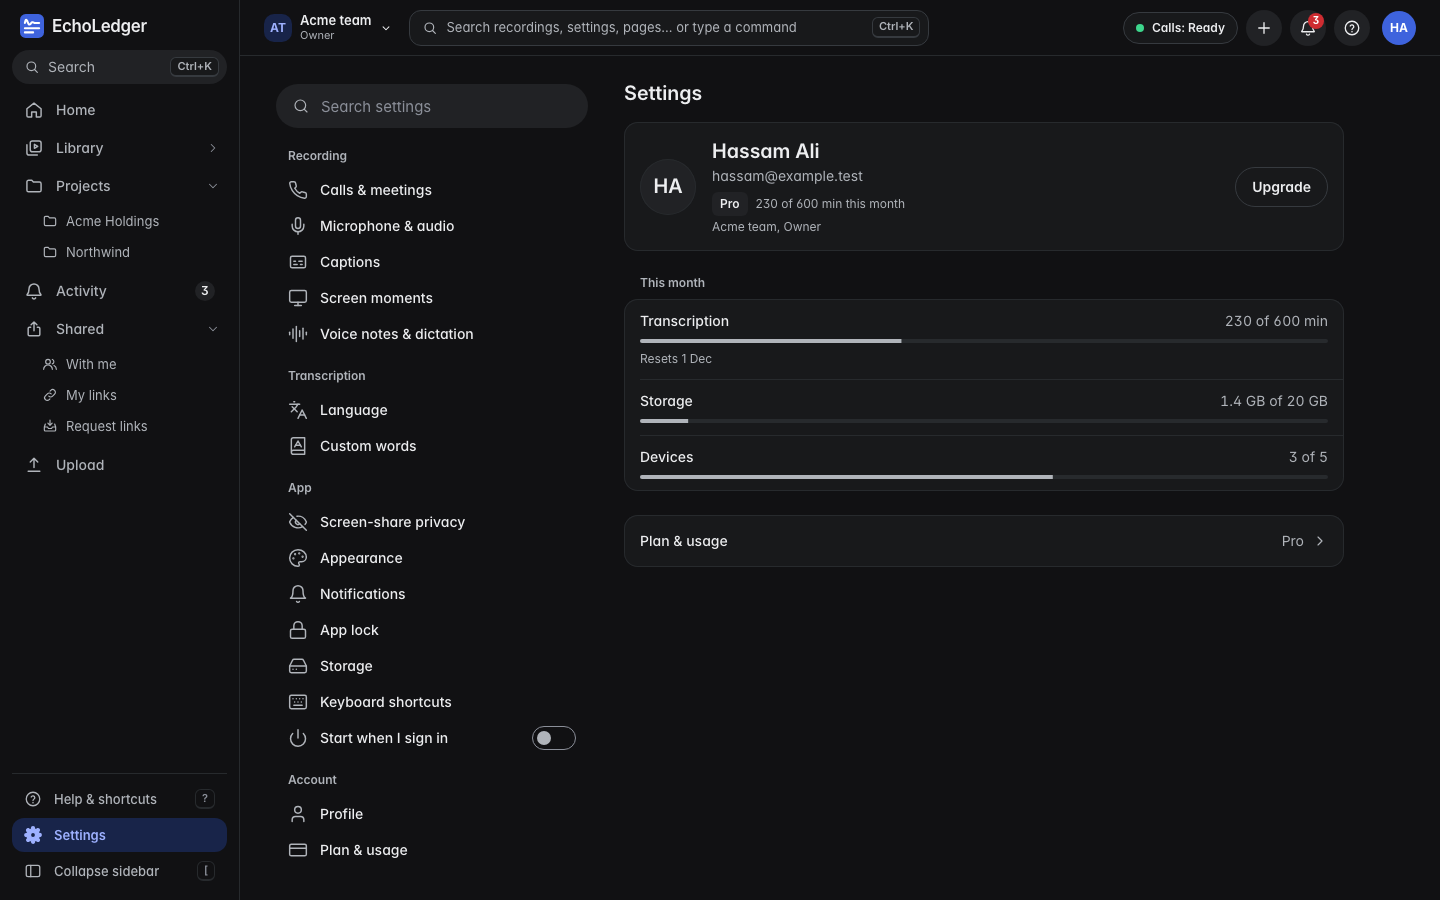 EchoLedger
Search
Ctrl+K
Home
Library
Projects
Acme Holdings
Northwind
Activity
3
Shared
With me
My links
Request links
Upload
Help & shortcuts
?
Settings
Collapse sidebar
[
AT
Acme team
Owner
Search recordings, settings, pages... or type a command
Ctrl+K
Calls: Ready
3
HA
Search settings
Recording
Calls & meetings
Microphone & audio
Captions
Screen moments
Voice notes & dictation
Transcription
Language
Custom words
App
Screen-share privacy
Appearance
Notifications
App lock
Storage
Keyboard shortcuts
Start when I sign in
Account
Profile
Plan & usage
Settings
HA
Hassam Ali
hassam@example.test
Pro 230 of 600 min this month
Acme team, Owner
Upgrade
This month
Transcription 230 of 600 min
Resets 1 Dec
Storage 1.4 GB of 20 GB
Devices 3 of 5
Plan & usage Pro